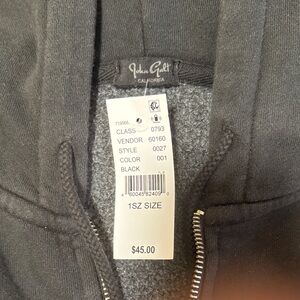 John Galt
CALIFORNIA
CLASS 0793
VENDOR 60160
STYLE 0027
COLOR 001
BLACK
1SZ SIZE
$45.00